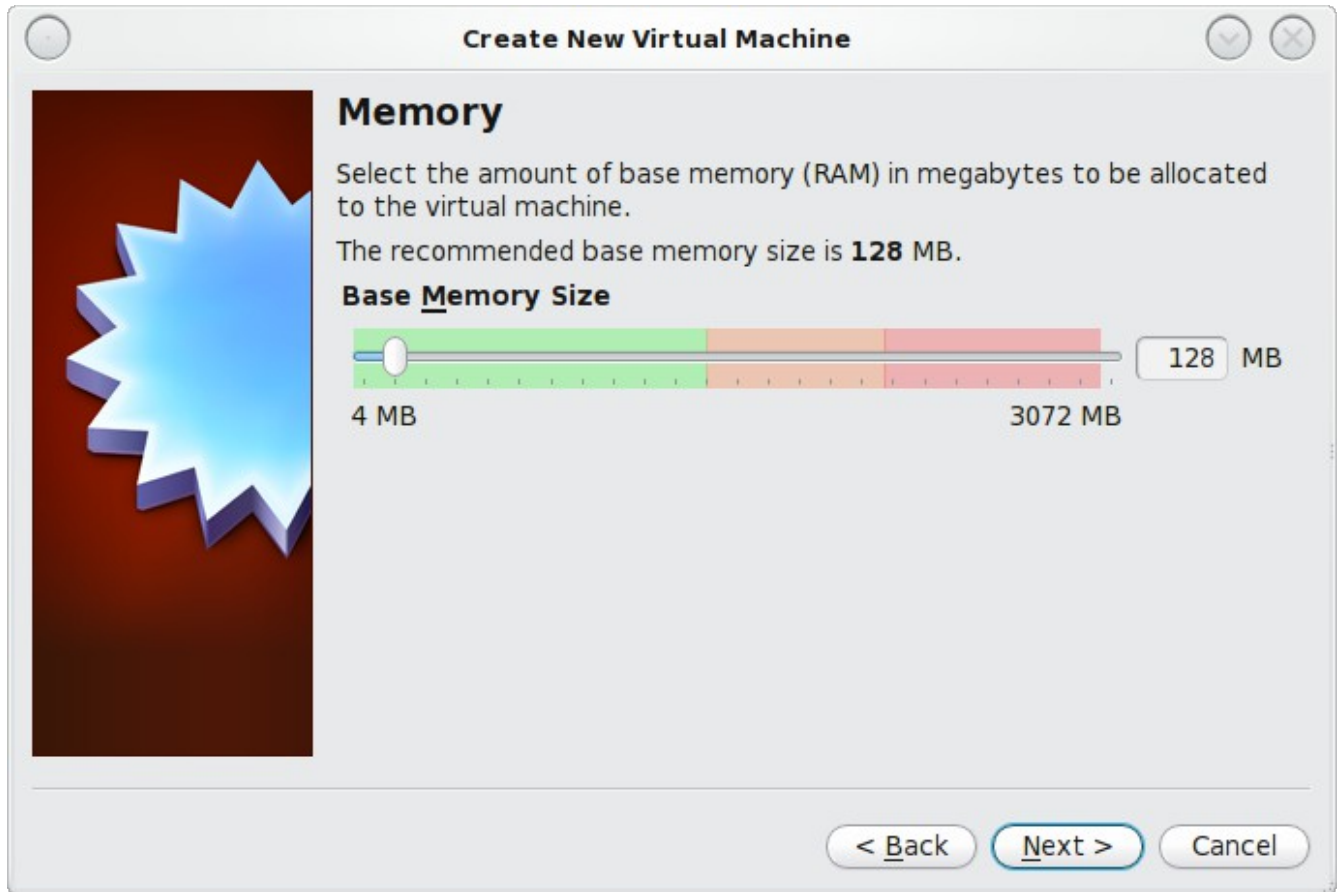 Create New Virtual Machine
Memory
Select the amount of base memory (RAM) in megabytes to be allocated
to the virtual machine.
The recommended base memory size is 128 MB.
Base Memory Size
128 MB
4 MB 3072 MB
< Back Next > Cancel